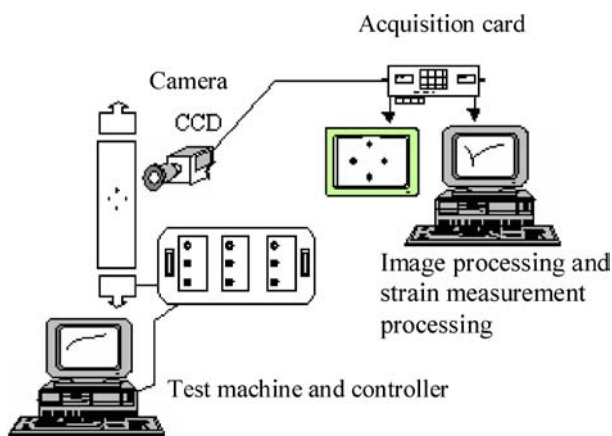 Acquisition card
Camera
CCD
Image processing and
strain measurement
processing
Test machine and controller